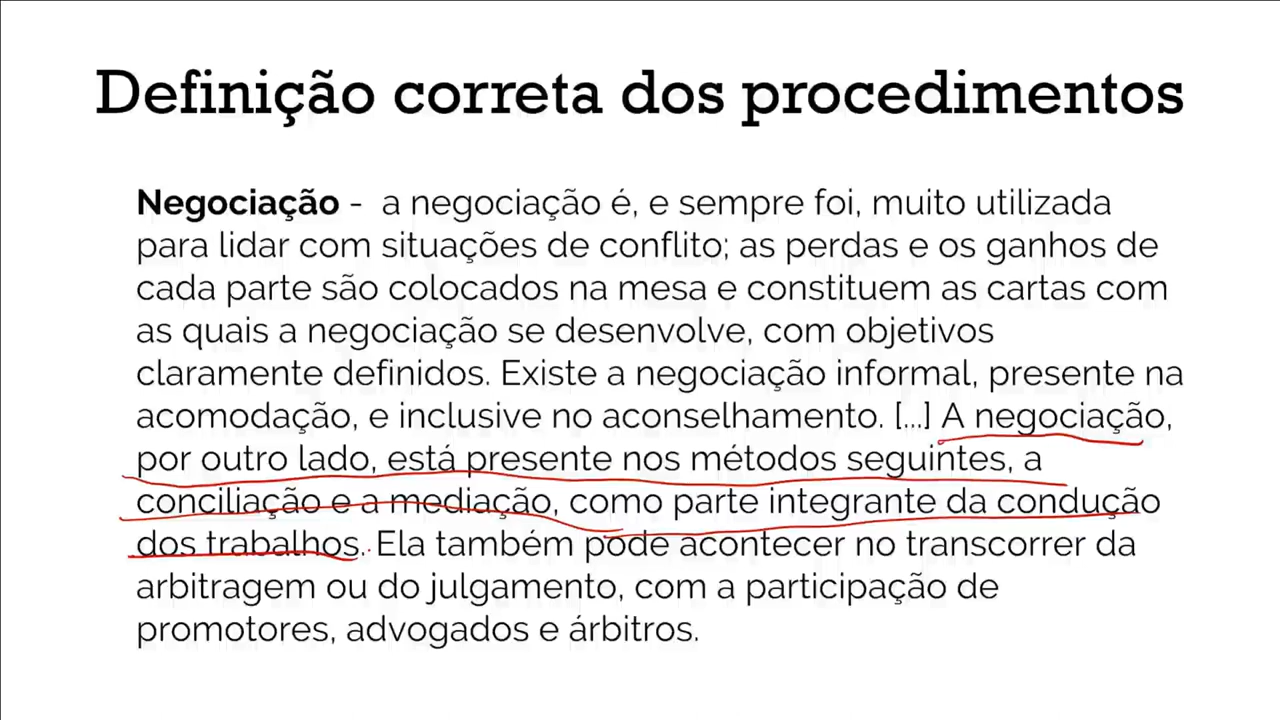 Definição correta dos procedimentos
Negociação - a negociação é, e sempre foi, muito utilizada
para lidar com situações de conflito; as perdas e os ganhos de
cada parte são colocados na mesa e constituem as cartas com
as quais a negociação se desenvolve, com objetivos
claramente definidos. Existe a negociação informal, presente na
acomodação, e inclusive no aconselhamento. [...] A negociação,
por outro lado, está presente nos métodos seguintes, a
conciliação e a mediação, como parte integrante da condução
dos trabalhos. Ela também pode acontecer no transcorrer da
arbitragem ou do julgamento, com a participação de
promotores, advogados e árbitros.